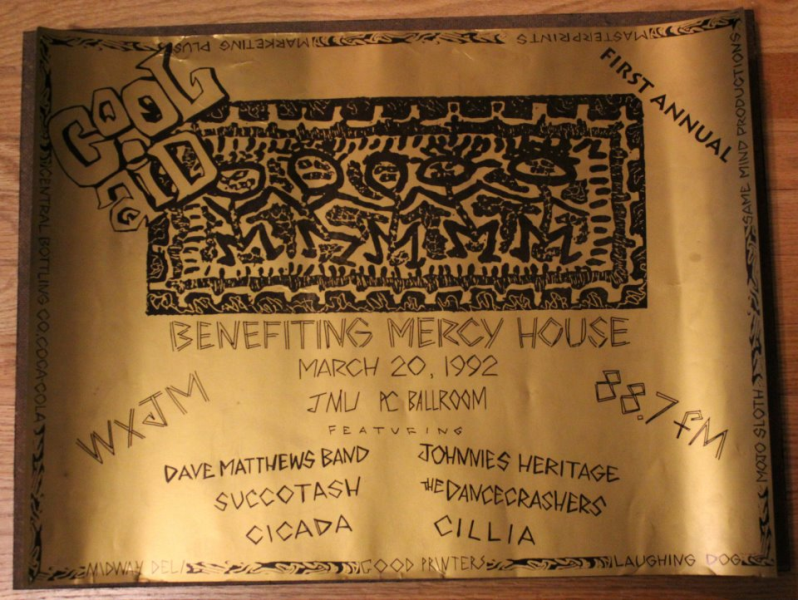 MARKETING PLUS
MASTERPRINTS
COOL
AID
FIRST ANNUAL
CENTRAL BOTTLING CO. COCA-COLA
SAME MIND PRODUCTIONS
BENEFITING MERCY HOUSE
MARCH 20, 1992
JMU PC BALLROOM
WXJM
88.7 FM
FEATURING
DAVE MATTHEWS BAND
JOHNNIES HERITAGE
SUCCOTASH
THE DANCECRASHERS
CICADA
CILLIA
MOJO SLOTH
MIDWAY DELI
GOOD PRINTERS
LAUGHING DOG